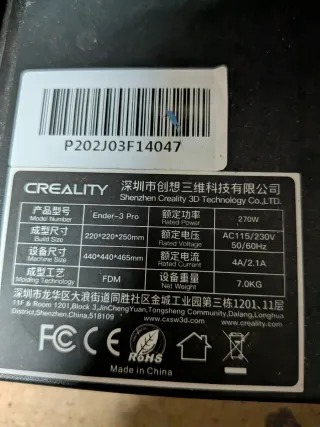 P202J03F14047
CREALITY 深圳市创想三维科技有限公司
Shenzhen Creality 3D Technology Co.,LTD.
产品型号 Model Number Ender-3 Pro 额定功率 Rated Power 270W
成型尺寸 Build Size 220*220*250mm 额定电压 Rated Voltage AC115/230V 50/60Hz
设备尺寸 Machine Size 440*440*465mm 额定电流 Rated Current 4A/2.1A
成型工艺 Molding Technology FDM 设备重量 Net Weight 7.0KG
深圳市龙华区大浪街道同胜社区金城工业园第三栋1201、11层
11F & 1201,Block 3,JinChengYuan,Tongsheng Community,Dalang,Longhua
District,Shenzhen,China,518109 www.cxsw3d.com www.creality.com
FC CE RoHS
Made in China